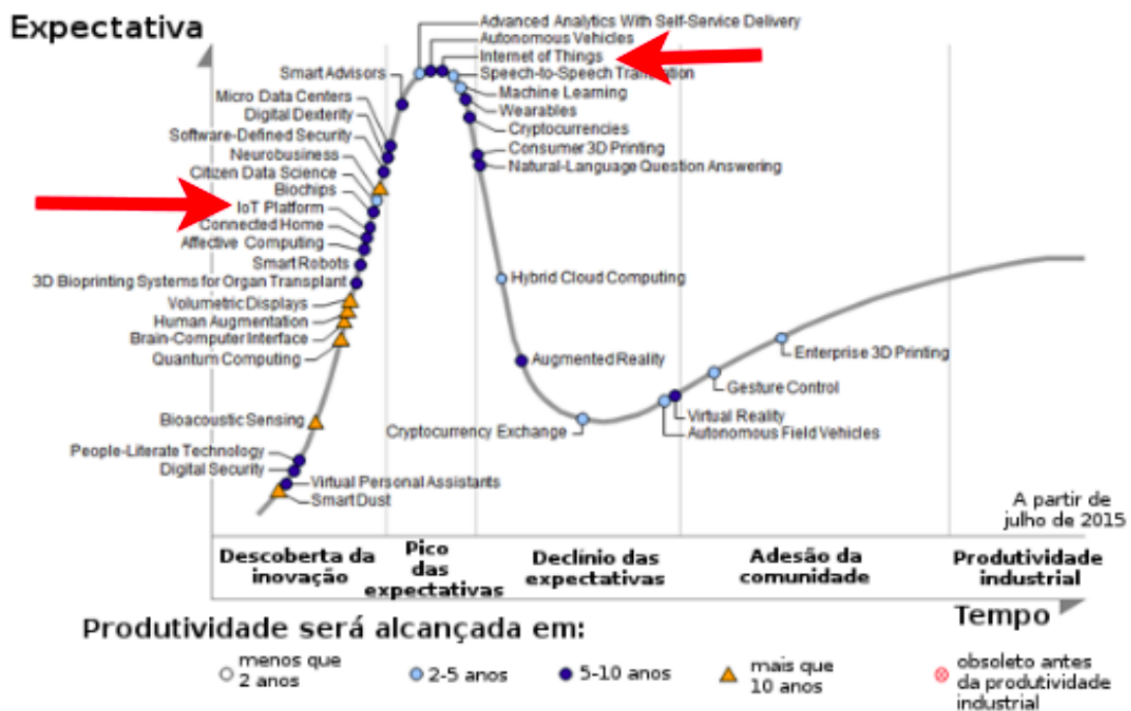 Expectativa
Advanced Analytics With Self-Service Delivery
Autonomous Vehicles
Internet of Things
Speech-to-Speech Translation
Machine Learning
Wearables
Cryptocurrencies
Consumer 3D Printing
Natural-Language Question Answering
Smart Advisors
Micro Data Centers
Digital Dexterity
Software-Defined Security
Neurobusiness
Citizen Data Science
Biochips
IoT Platform
Connected Home
Affective Computing
Smart Robots
3D Bioprinting Systems for Organ Transplant
Volumetric Displays
Human Augmentation
Brain-Computer Interface
Quantum Computing
Bioacoustic Sensing
People-Literate Technology
Digital Security
Virtual Personal Assistants
Smart Dust
Hybrid Cloud Computing
Augmented Reality
Cryptocurrency Exchange
Enterprise 3D Printing
Gesture Control
Virtual Reality
Autonomous Field Vehicles
A partir de
julho de 2015
Descoberta da
inovação
Pico
das
expectativas
Declínio das
expectativas
Adesão da
comunidade
Produtividade
industrial
Tempo
Produtividade será alcançada em:
menos que
2 anos
2-5 anos
5-10 anos
mais que
10 anos
obsoleto antes
da produtividade
industrial